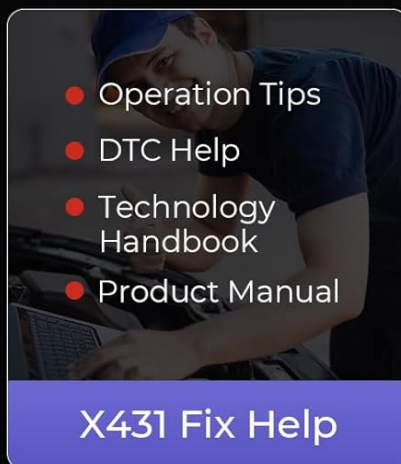 Operation Tips
DTC Help
Technology
Handbook
Product Manual
X431 Fix Help